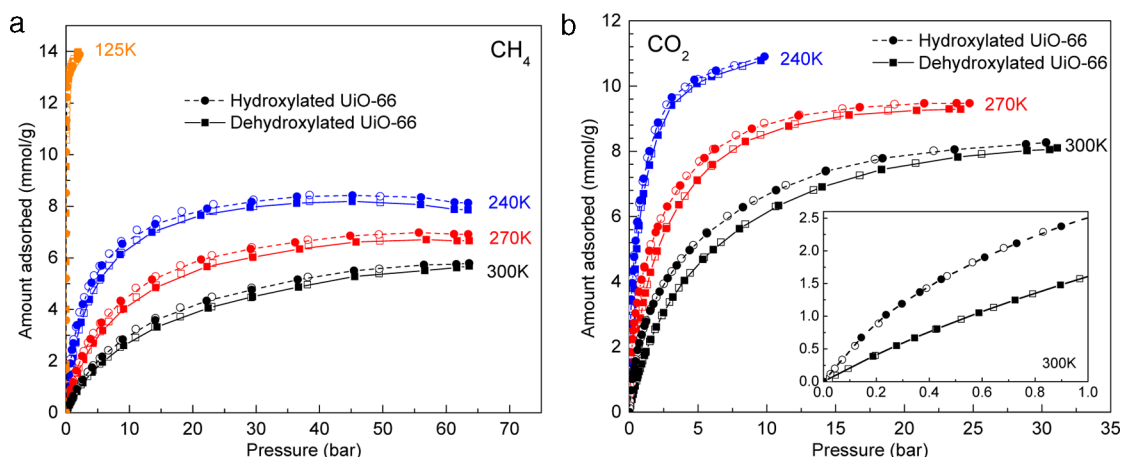 a
CH4
125K
Hydroxylated UiO-66
Dehydroxylated UiO-66
240K
270K
300K
Amount adsorbed (mmol/g)
14
12
10
8
6
4
2
0
0 10 20 30 40 50 60 70
Pressure (bar)
b
CO2
240K
Hydroxylated UiO-66
Dehydroxylated UiO-66
270K
300K
Amount adsorbed (mmol/g)
12
10
8
6
4
2
0
0 5 10 15 20 25 30 35
Pressure (bar)
2.5
2.0
1.5
1.0
0.5
0.0
300K
0.0 0.2 0.4 0.6 0.8 1.0